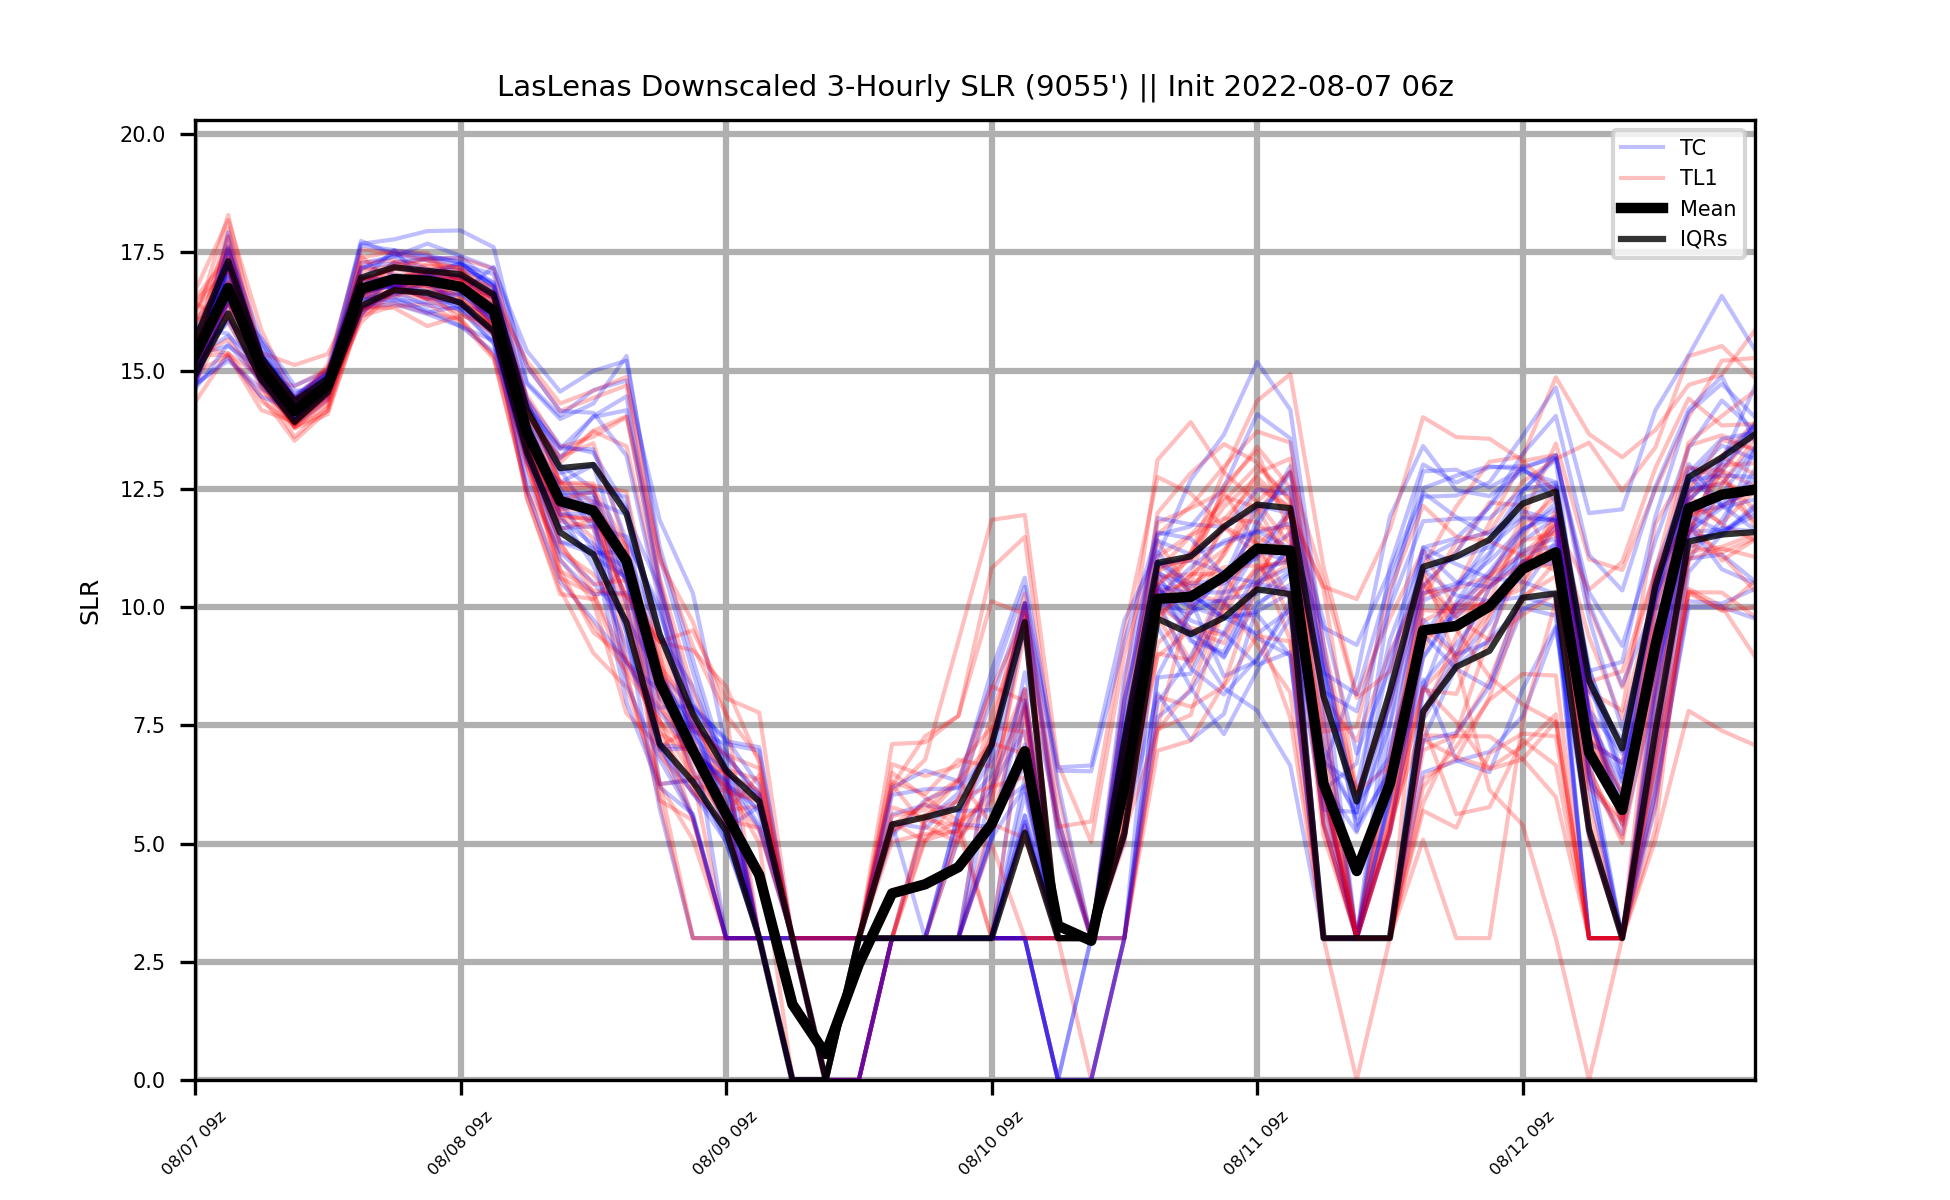 LasLenas Downscaled 3-Hourly SLR (9055') || Init 2022-08-07 06z
TC
TL1
Mean
IQRs
SLR
20.0
17.5
15.0
12.5
10.0
7.5
5.0
2.5
0.0
08/07 09z
08/08 09z
08/09 09z
08/10 09z
08/11 09z
08/12 09z